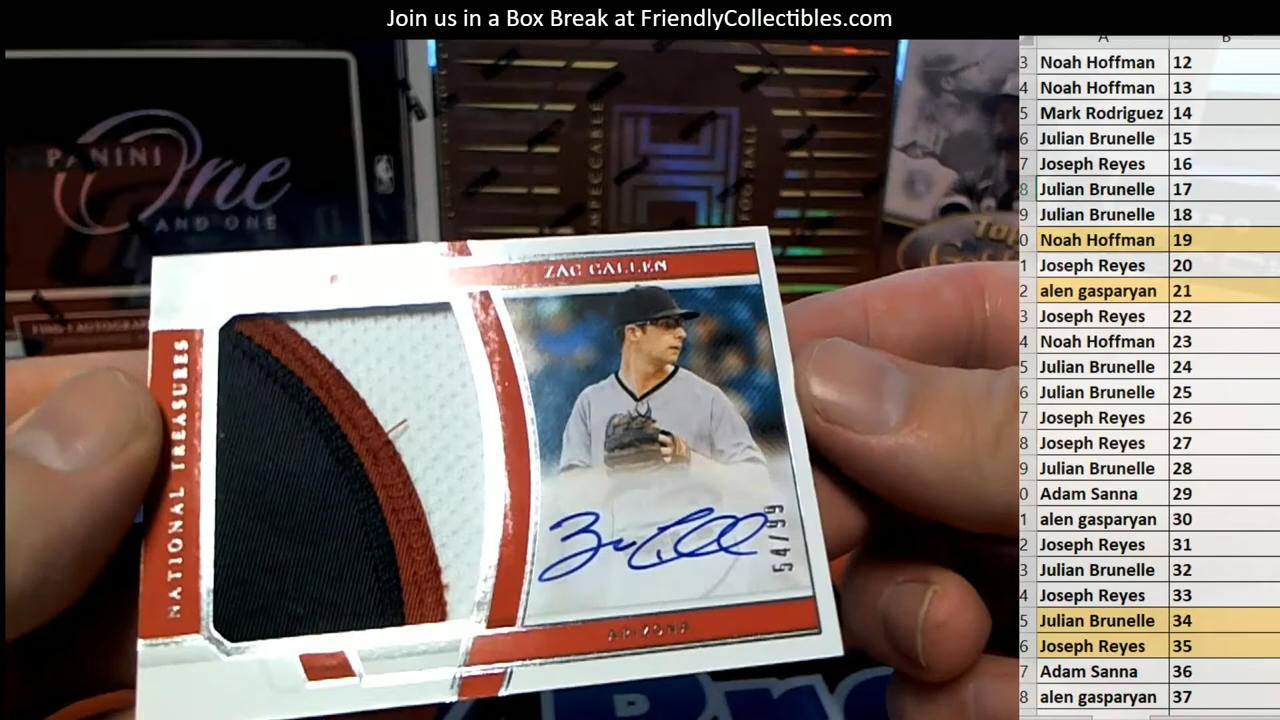 Join us in a Box Break at FriendlyCollectibles.com
A B
3 Noah Hoffman 12
4 Noah Hoffman 13
5 Mark Rodriguez 14
6 Julian Brunelle 15
7 Joseph Reyes 16
8 Julian Brunelle 17
9 Julian Brunelle 18
0 Noah Hoffman 19
1 Joseph Reyes 20
2 alen gasparyan 21
3 Joseph Reyes 22
4 Noah Hoffman 23
5 Julian Brunelle 24
6 Julian Brunelle 25
7 Joseph Reyes 26
8 Joseph Reyes 27
9 Julian Brunelle 28
0 Adam Sanna 29
1 alen gasparyan 30
2 Joseph Reyes 31
3 Julian Brunelle 32
4 Joseph Reyes 33
5 Julian Brunelle 34
6 Joseph Reyes 35
7 Adam Sanna 36
8 alen gasparyan 37
PANINI
One
AND ONE
FOOTBALL
ZAC GALLEN
NATIONAL TREASURES
54/99
ARIZONA